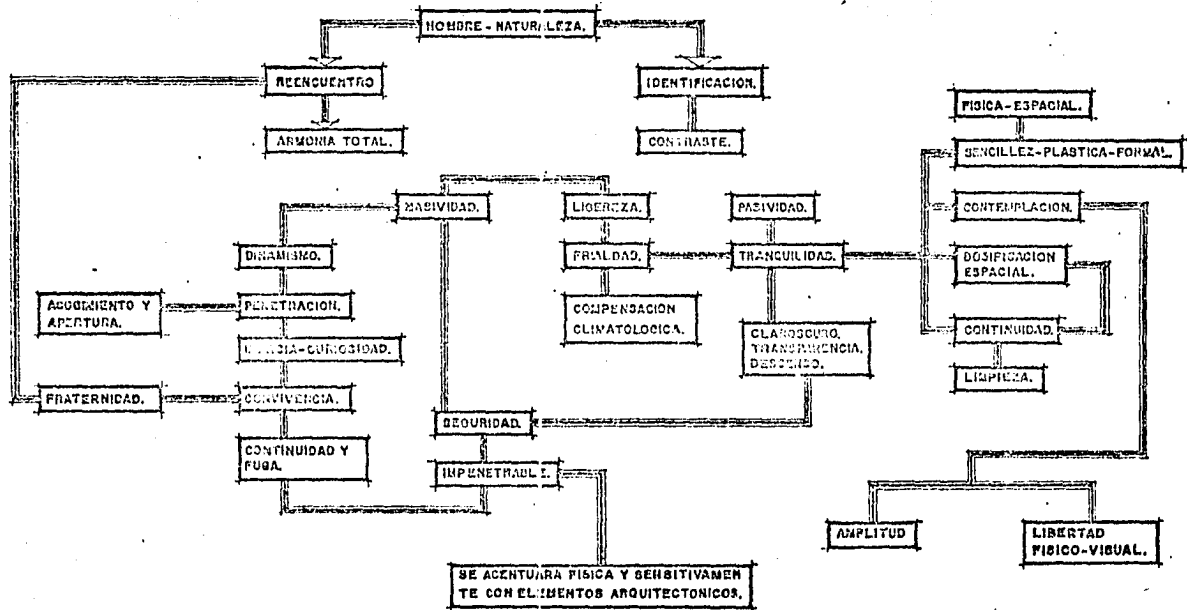 HOMBRE - NATURALEZA.
REENCUENTRO
IDENTIFICACION.
ARMONIA TOTAL.
CONTRASTE.
FISICA-ESPACIAL.
SENCILLEZ-PLASTICA-FORMAL.
MASIVIDAD.
LIGEREZA.
PASIVIDAD.
CONTEMPLACION.
DINAMISMO.
FRIALDAD.
TRANQUILIDAD.
DOSIFICACION
ESPACIAL.
ACOGIMIENTO Y
APERTURA.
PENETRACION.
COMPENSACION
CLIMATOLOGICA.
CLAROSCURO,
TRANSPARENCIA,
CONTINUIDAD.
-CURIOSIDAD.
LIMPIEZA.
FRATERNIDAD.
CONVIVENCIA.
SEGURIDAD.
CONTINUIDAD Y
FUGA.
IMPENETRABLE.
AMPLITUD
LIBERTAD
FISICO-VISUAL.
SE ACENTUARA FISICA Y SENSITIVAMEN
TE CON ELEMENTOS ARQUITECTONICOS.